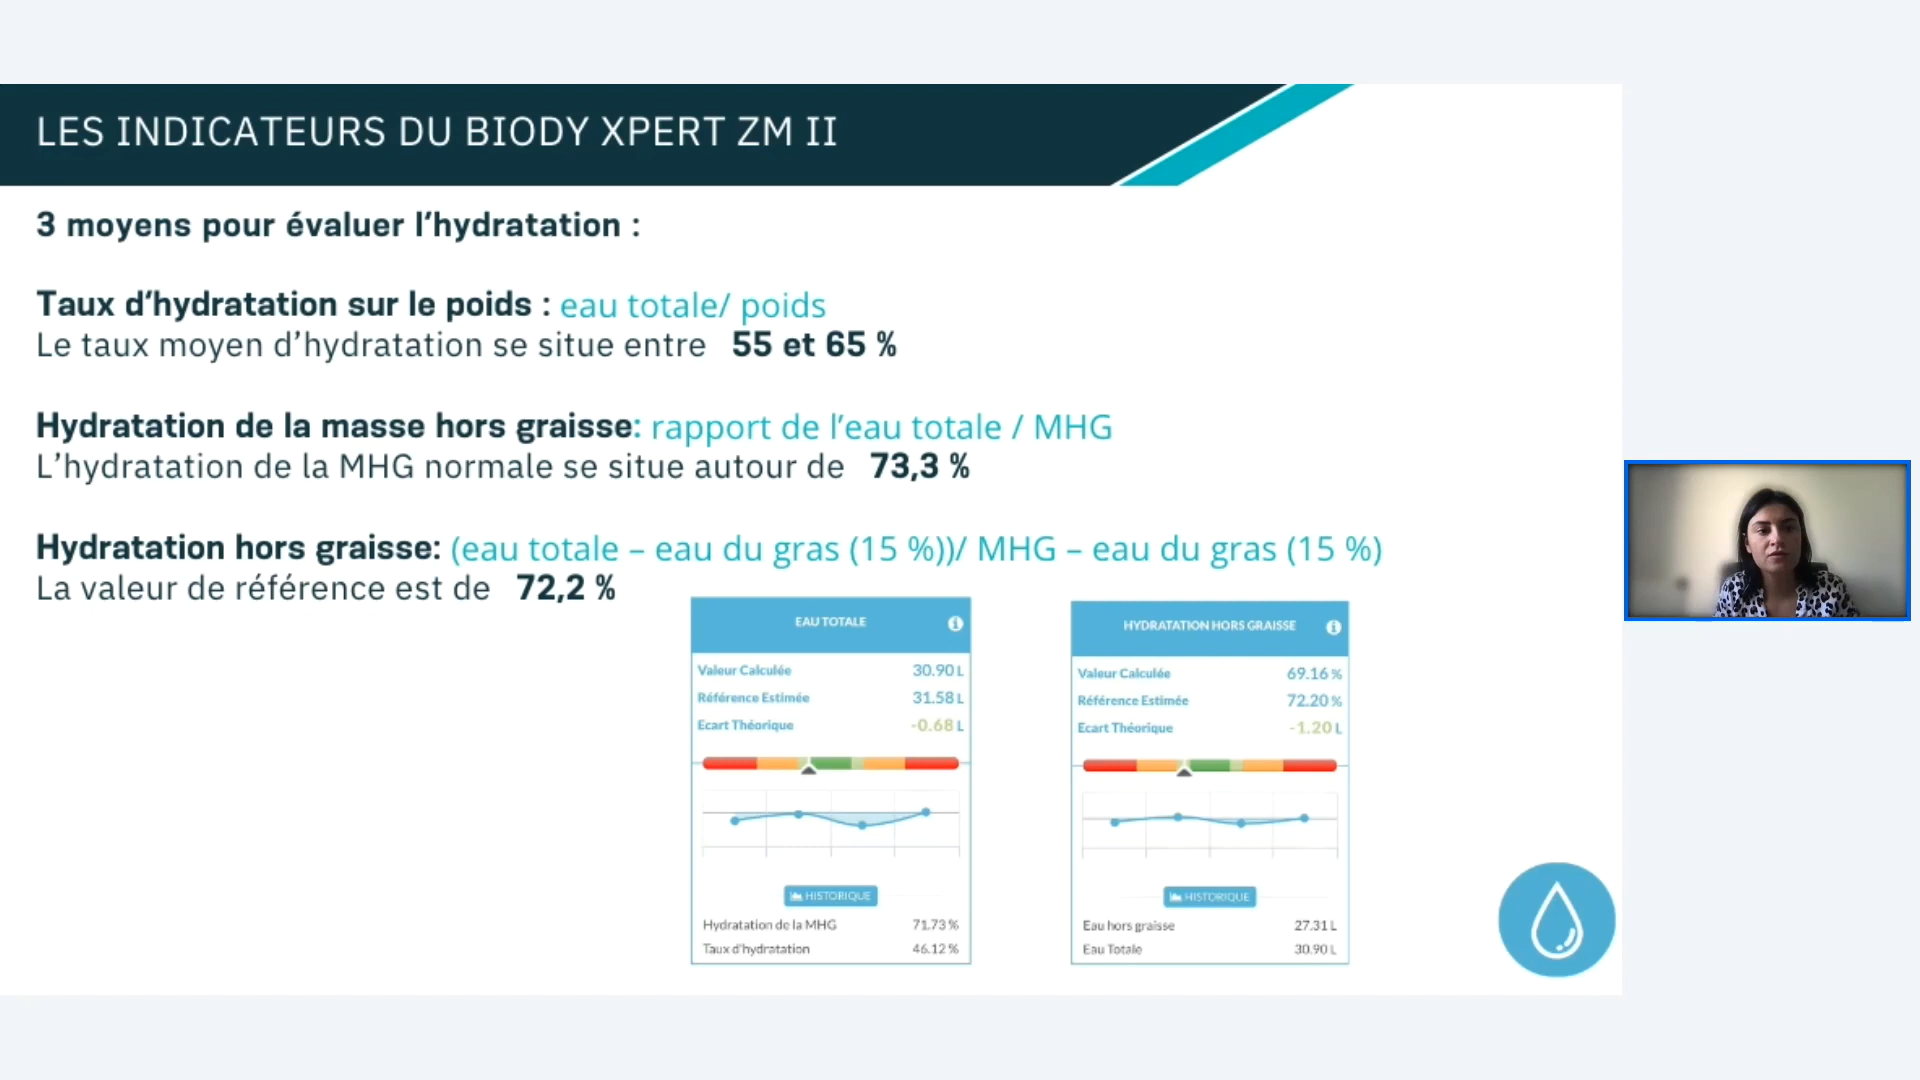 LES INDICATEURS DU BIODY XPERT ZM II
3 moyens pour évaluer l'hydratation :
Taux d'hydratation sur le poids : eau totale/ poids
Le taux moyen d'hydratation se situe entre 55 et 65 %
Hydratation de la masse hors graisse: rapport de l'eau totale / MHG
L'hydratation de la MHG normale se situe autour de 73,3 %
Hydratation hors graisse: (eau totale – eau du gras (15 %))/ MHG – eau du gras (15 %)
La valeur de référence est de 72,2 %
EAU TOTALE
Valeur Calculée 30.90 L
Référence Estimée 31.58 L
Ecart Théorique -0.68 L
HISTORIQUE
Hydratation de la MHG 71.73 %
Taux d'hydratation 46.12 %
HYDRATATION HORS GRAISSE
Valeur Calculée 69.16 %
Référence Estimée 72.20 %
Ecart Théorique -1.20 L
HISTORIQUE
Eau hors graisse 27.31 L
Eau Totale 30.90 L